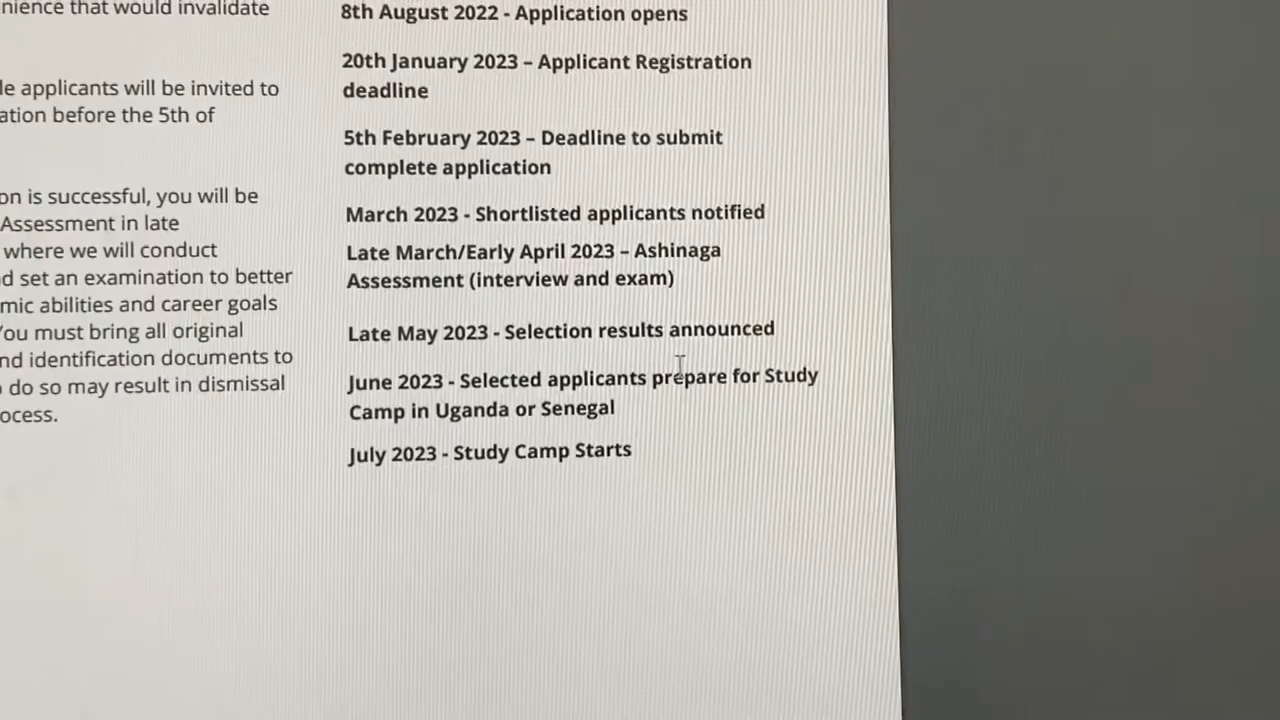 nience that would invalidate
le applicants will be invited to
ation before the 5th of
on is successful, you will be
Assessment in late
where we will conduct
d set an examination to better
mic abilities and career goals
You must bring all original
nd identification documents to
o do so may result in dismissal
ocess.
8th August 2022 - Application opens
20th January 2023 – Applicant Registration
deadline
5th February 2023 – Deadline to submit
complete application
March 2023 - Shortlisted applicants notified
Late March/Early April 2023 – Ashinaga
Assessment (interview and exam)
Late May 2023 - Selection results announced
June 2023 - Selected applicants prepare for Study
Camp in Uganda or Senegal
July 2023 - Study Camp Starts